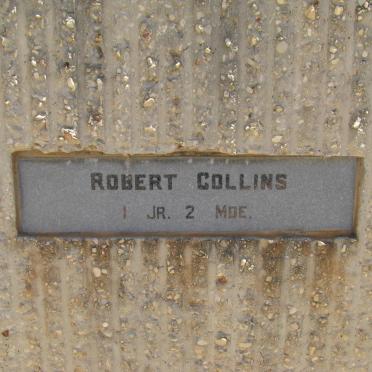 ROBERT COLLINS
1 JR. 2 MDE.